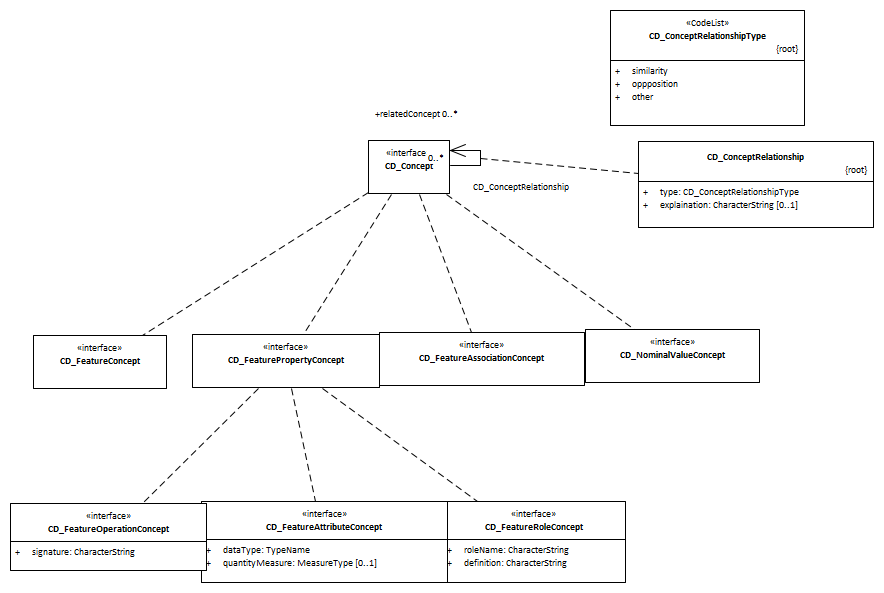 «CodeList»
CD_ConceptRelationshipType
{root}
+ similarity
+ oppposition
+ other
+relatedConcept 0..*
«interface
0..*
CD_Concept
CD_ConceptRelationship
CD_ConceptRelationship
{root}
+ type: CD_ConceptRelationshipType
+ explaination: CharacterString [0..1]
«interface»
CD_FeatureConcept
«interface»
CD_FeaturePropertyConcept
«interface»
CD_FeatureAssociationConcept
«interface»
CD_NominalValueConcept
«interface»
CD_FeatureOperationConcept
+ signature: CharacterString
«interface»
CD_FeatureAttributeConcept
+ dataType: TypeName
+ quantityMeasure: MeasureType [0..1]
«interface»
CD_FeatureRoleConcept
+ roleName: CharacterString
+ definition: CharacterString